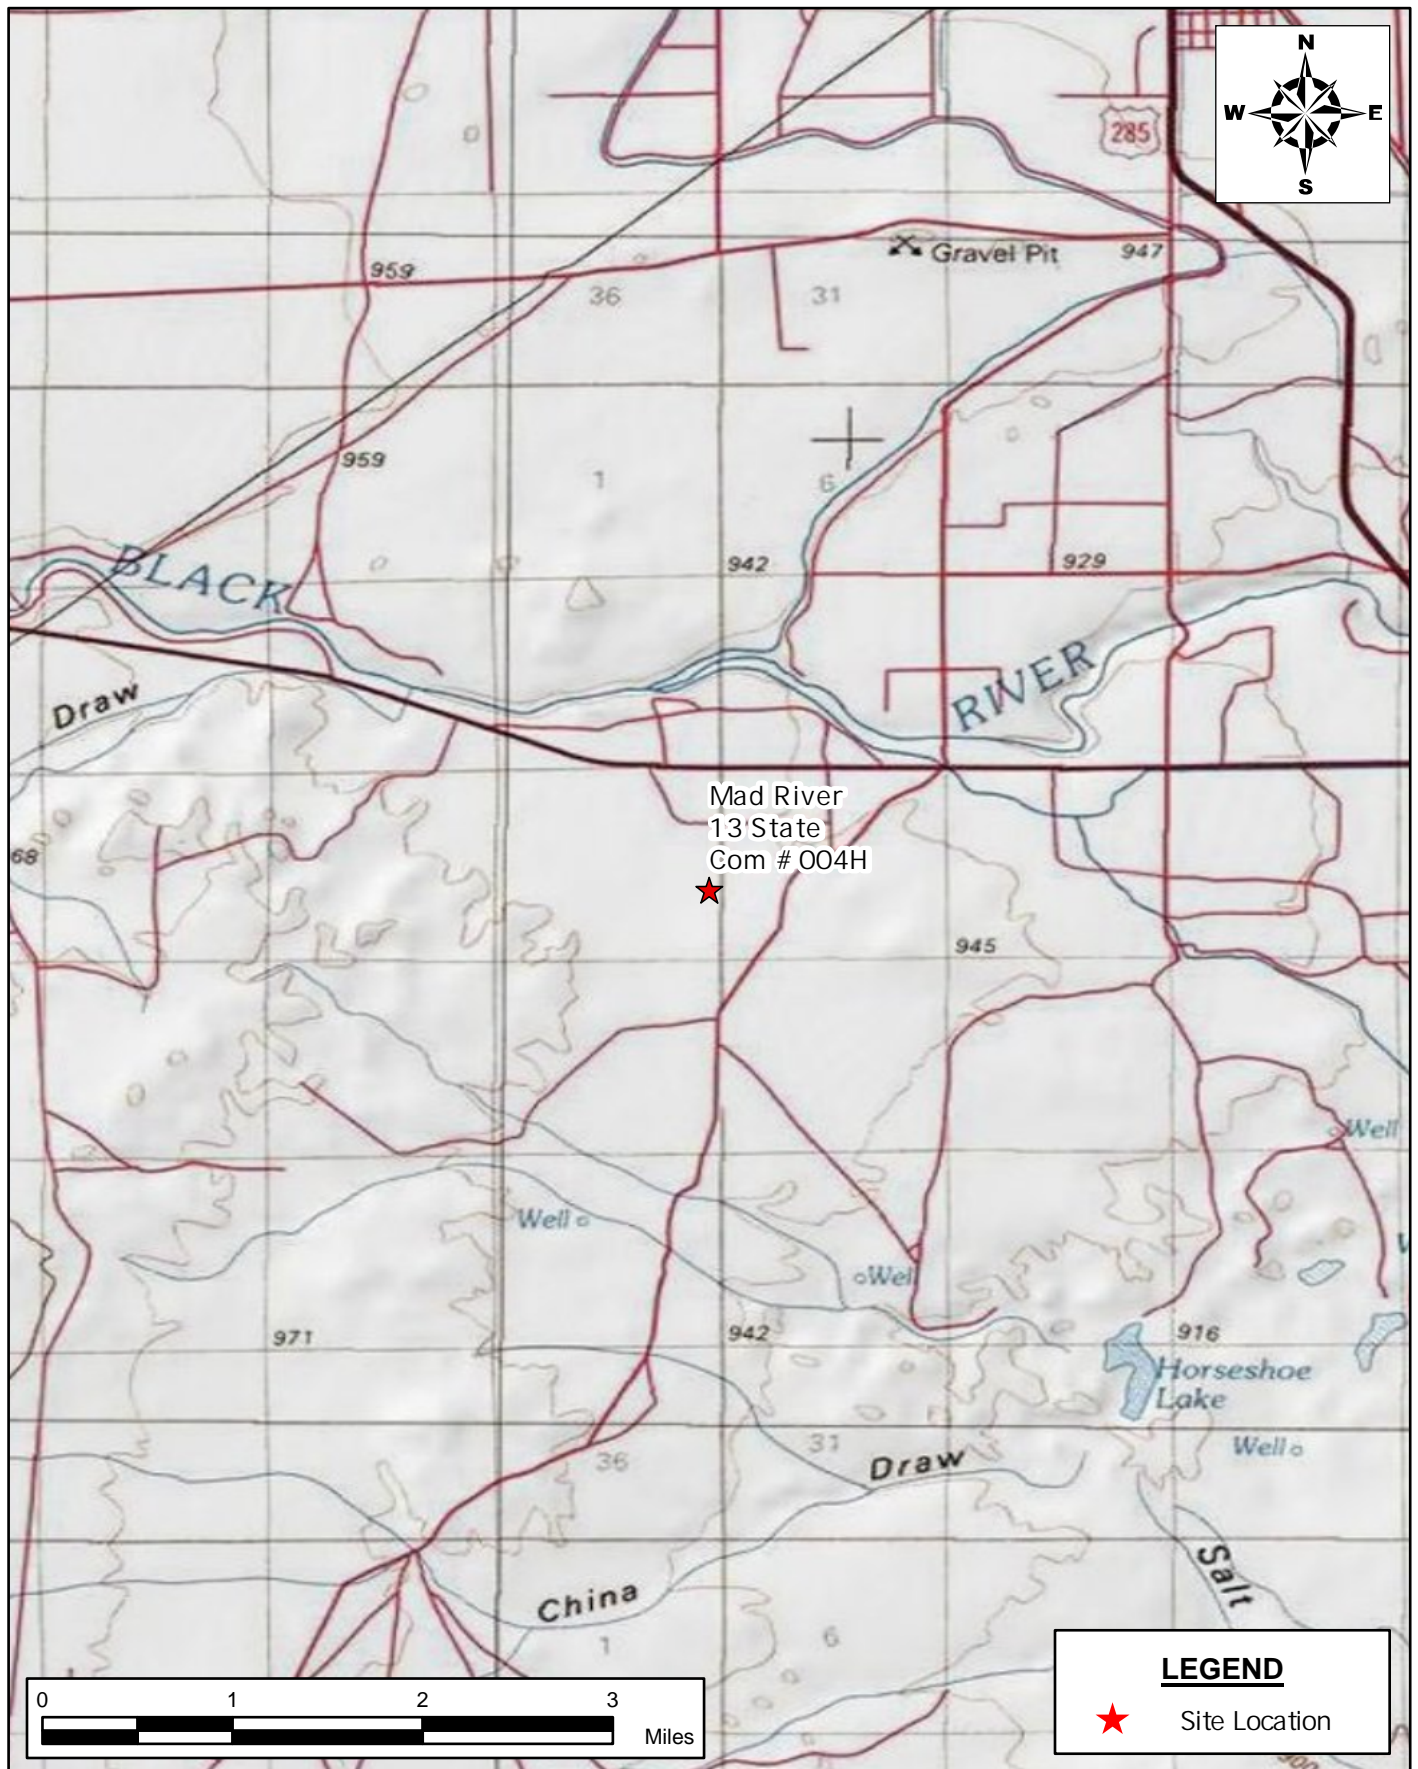 N
W E
S
285
Gravel Pit
947
959
36
31
959
1
6
BLACK
942
929
RIVER
Draw
Mad River
13 State
Com #004H
68
945
Well
Well
Well
971
942
916
Horseshoe
Lake
36
31
Draw
Well
China
Salt
1
6
0 1 2 3
Miles
LEGEND
Site Location
900